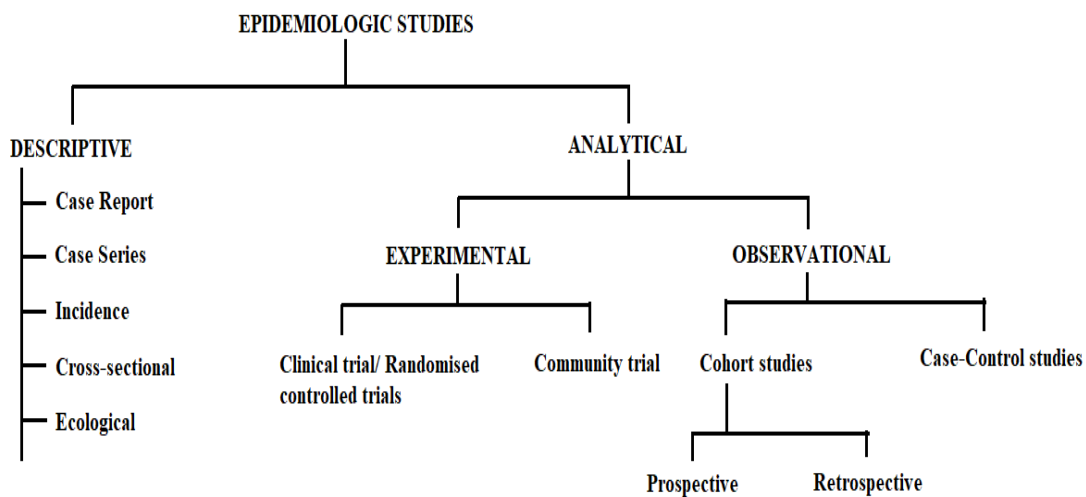 EPIDEMIOLOGIC STUDIES
DESCRIPTIVE
Case Report
Case Series
Incidence
Cross-sectional
Ecological
ANALYTICAL
EXPERIMENTAL
Clinical trial/ Randomised
controlled trials
Community trial
OBSERVATIONAL
Cohort studies
Prospective
Retrospective
Case-Control studies